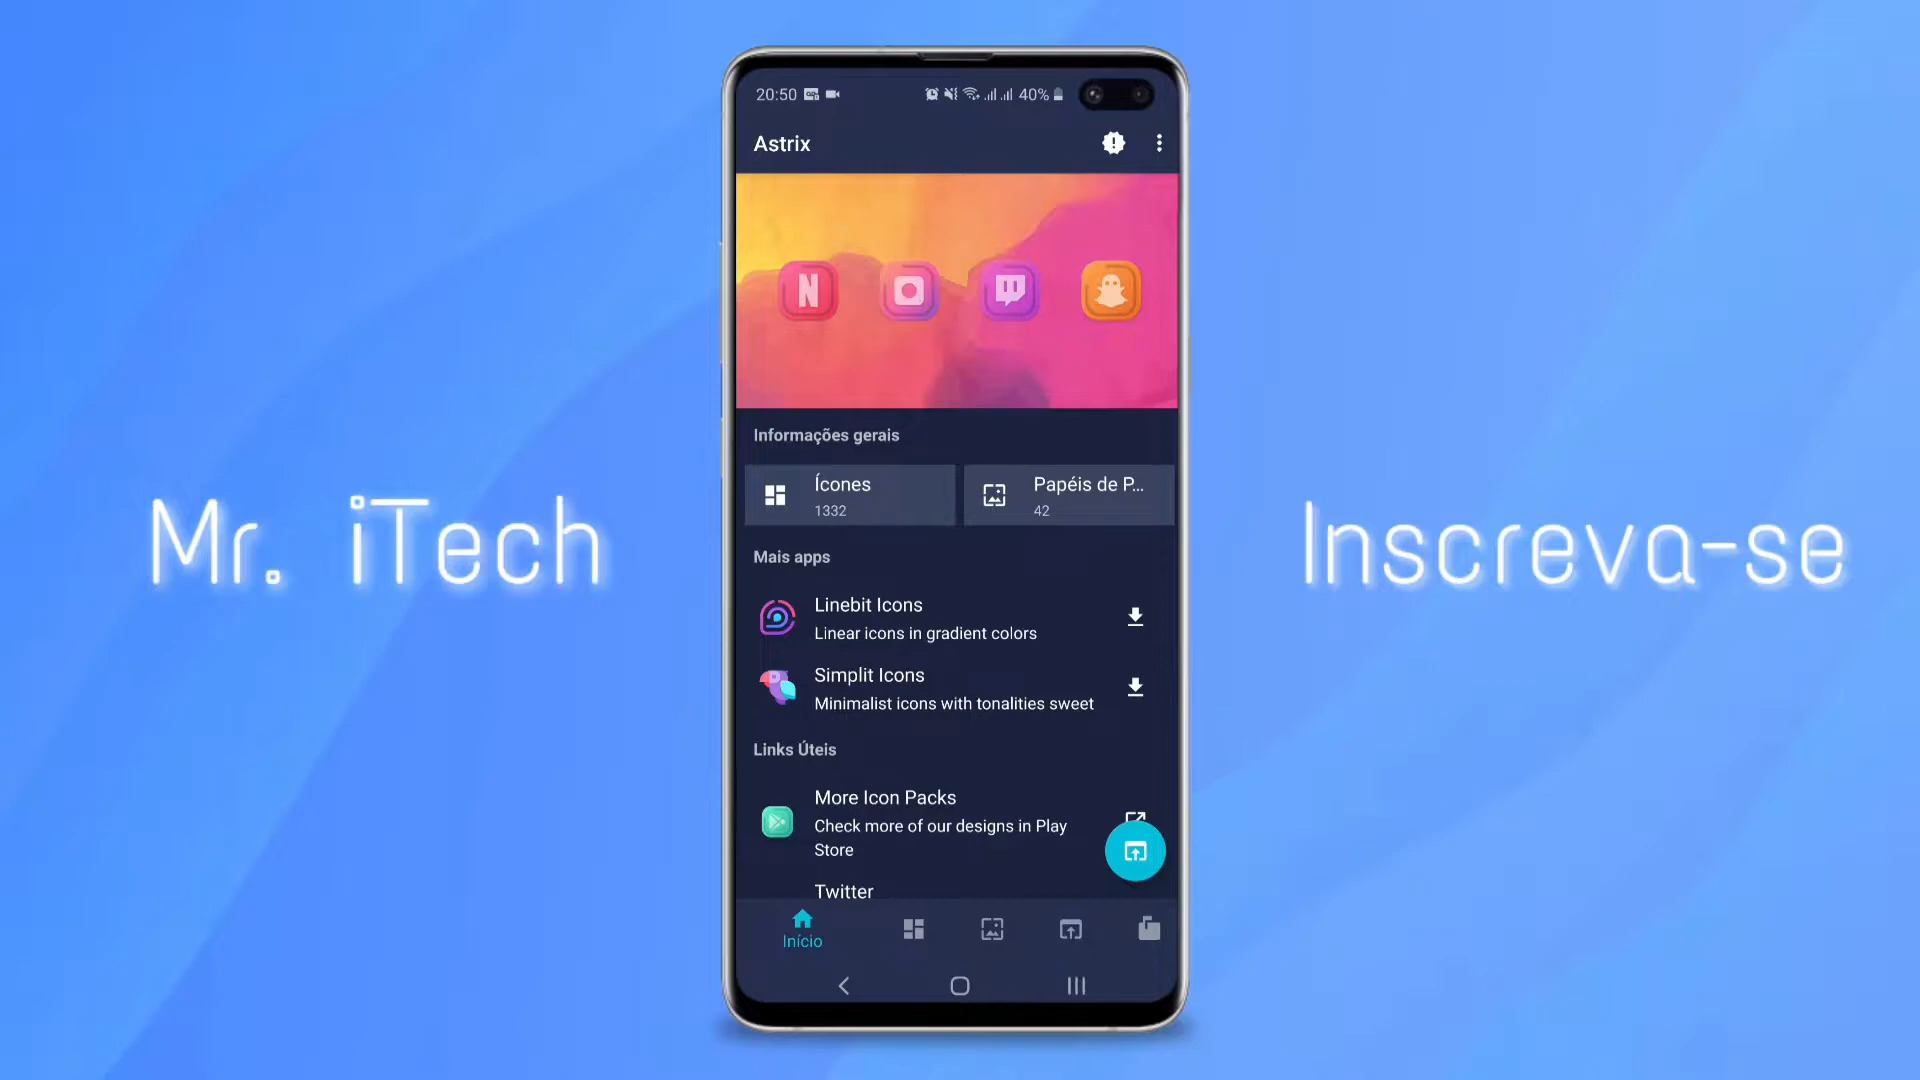 20:50
40%
Astrix
N
Informações gerais
Ícones
1332
Papéis de P...
42
Mais apps
Linebit Icons
Linear icons in gradient colors
Simplit Icons
Minimalist icons with tonalities sweet
Links Úteis
More Icon Packs
Check more of our designs in Play
Store
Twitter
Início
Mr. iTech
Inscreva-se